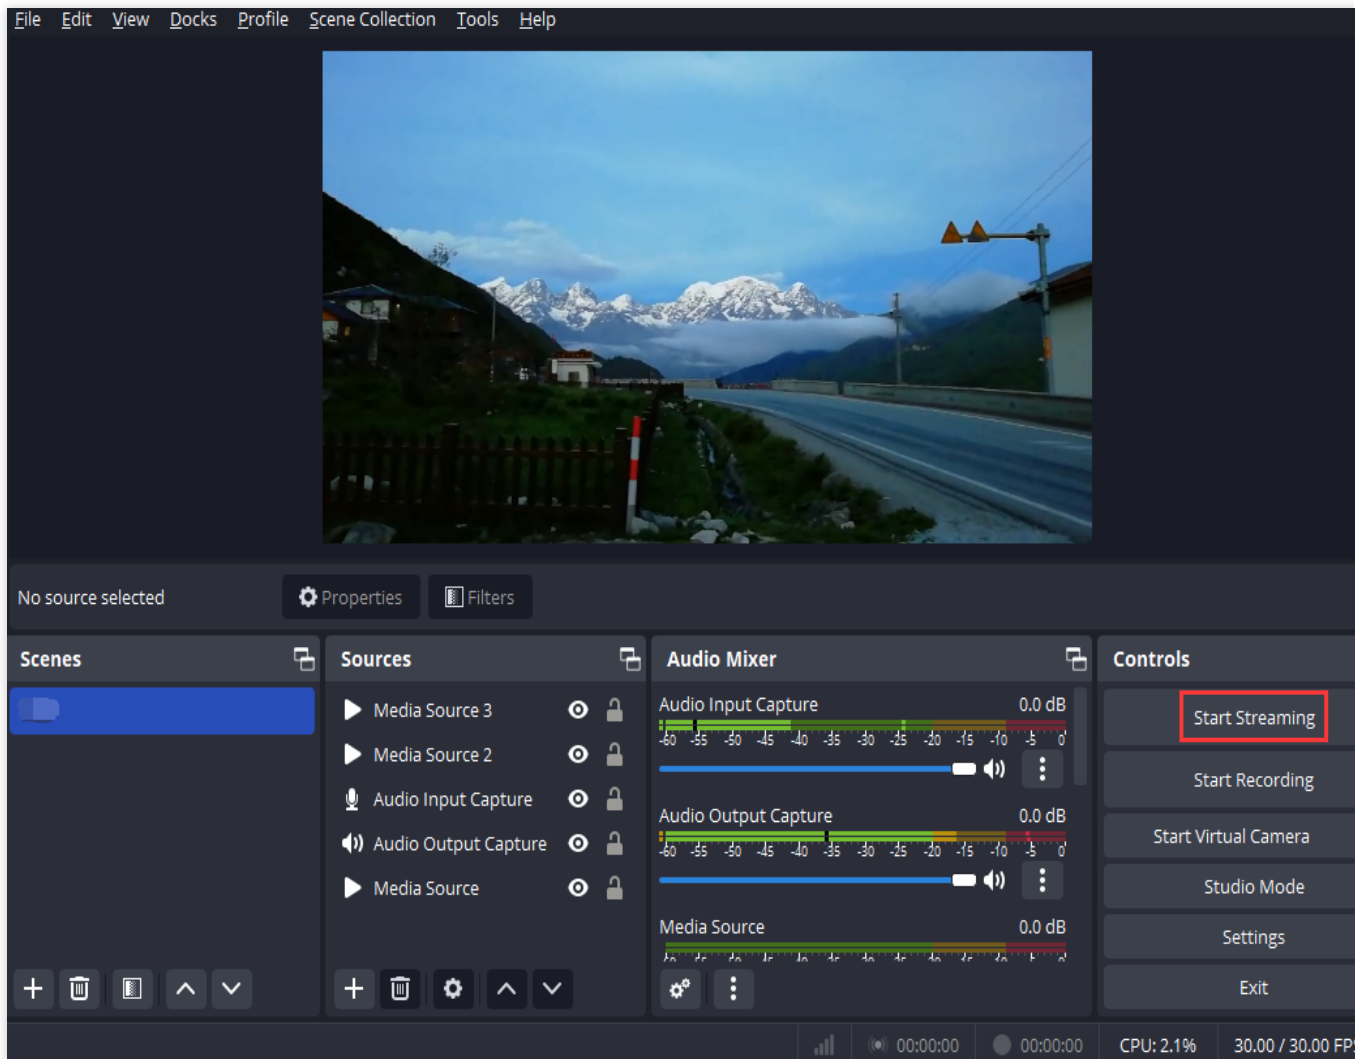 File Edit View Docks Profile Scene Collection Tools Help
No source selected Properties Filters
Scenes
Sources
Media Source 3
Media Source 2
Audio Input Capture
Audio Output Capture
Media Source
Audio Mixer
Audio Input Capture 0.0 dB
-60 -55 -50 -45 -40 -35 -30 -25 -20 -15 -10 -5 0
Audio Output Capture 0.0 dB
-60 -55 -50 -45 -40 -35 -30 -25 -20 -15 -10 -5 0
Media Source 0.0 dB
Controls
Start Streaming
Start Recording
Start Virtual Camera
Studio Mode
Settings
Exit
00:00:00 00:00:00 CPU: 2.1% 30.00 / 30.00 FPS